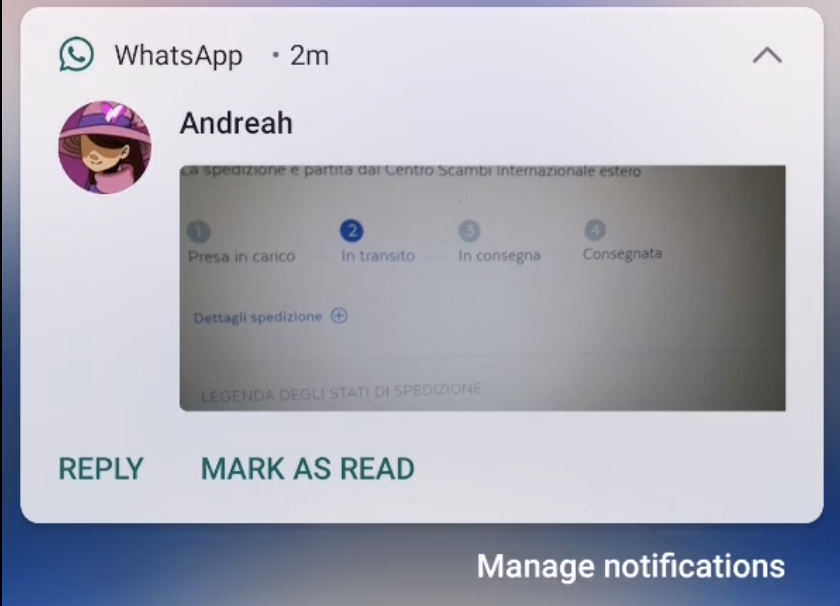 WhatsApp • 2m
Andreah
La spedizione è partita dal Centro Scambi Internazionale estero
1 2 3 4
Presa in carico In transito In consegna Consegnata
Dettagli spedizione
LEGENDA DEGLI STATI DI SPEDIZIONE
REPLY MARK AS READ
Manage notifications